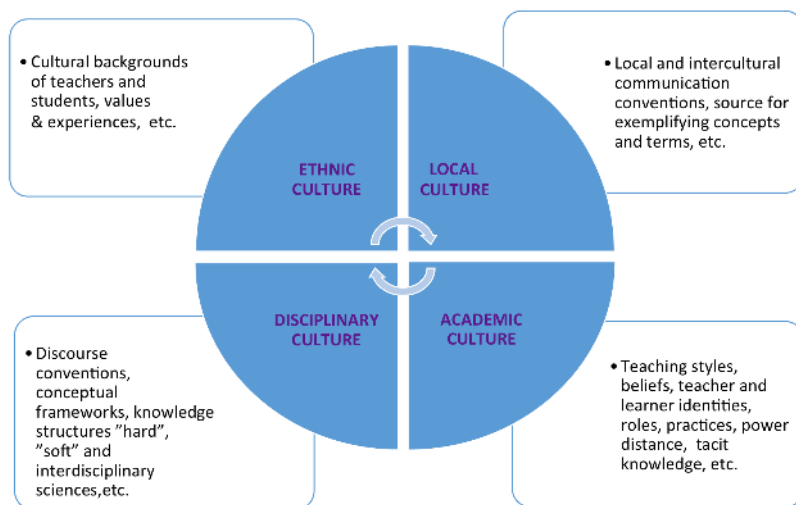 • Cultural backgrounds
of teachers and
students, values
& experiences, etc.
• Local and intercultural
communication
conventions, source for
exemplifying concepts
and terms, etc.
ETHNIC
CULTURE
LOCAL
CULTURE
DISCIPLINARY
CULTURE
ACADEMIC
CULTURE
• Discourse
conventions,
conceptual
frameworks, knowledge
structures ”hard”,
”soft” and
interdisciplinary
sciences,etc.
• Teaching styles,
beliefs, teacher and
learner identities,
roles, practices, power
distance, tacit
knowledge, etc.